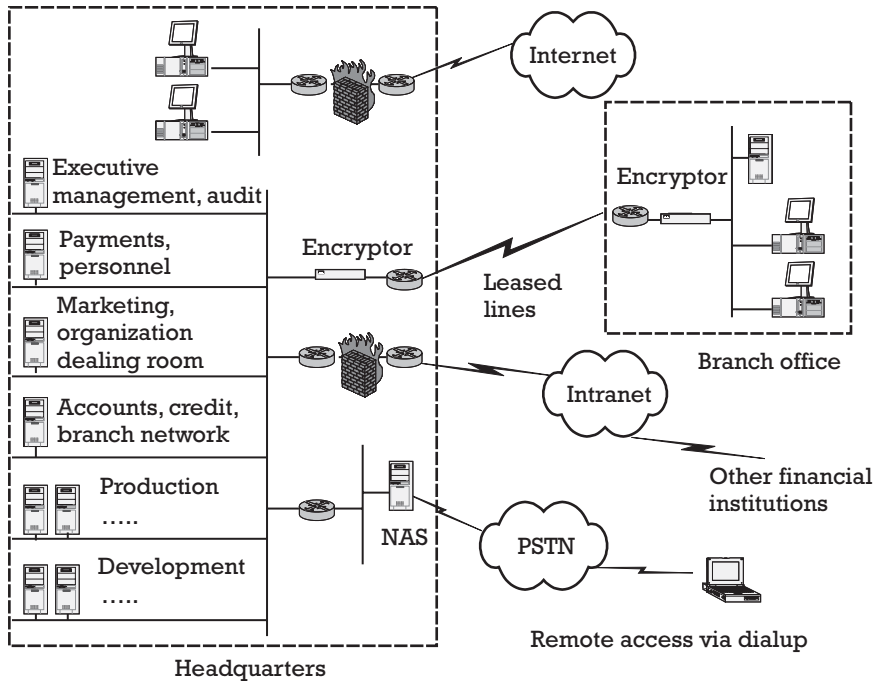 Internet
Executive
management, audit
Payments,
personnel
Encryptor
Marketing,
organization
dealing room
Accounts, credit,
branch network
Production
.....
Development
.....
NAS
Headquarters
Encryptor
Leased
lines
Branch office
Intranet
Other financial
institutions
PSTN
Remote access via dialup